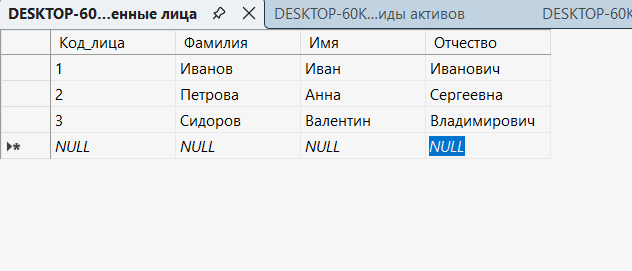 DESKTOP-60...енные лица DESKTOP-60K...иды активов DESKTOP-60K
Код_лица Фамилия Имя Отчество
1 Иванов Иван Иванович
2 Петрова Анна Сергеевна
3 Сидоров Валентин Владимирович
NULL NULL NULL NULL